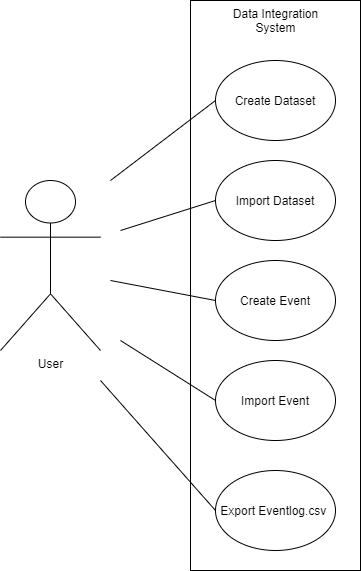 Data Integration
System
Create Dataset
Import Dataset
Create Event
User
Import Event
Export Eventlog.csv